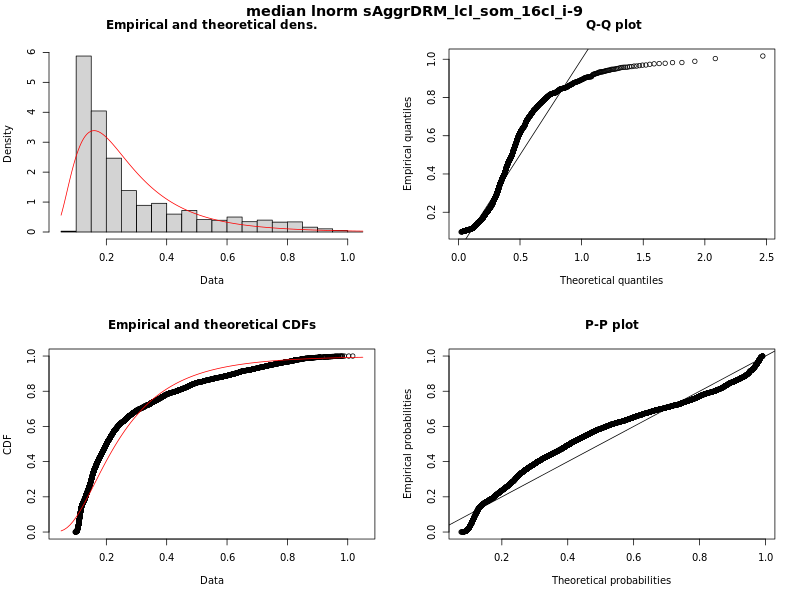 median lnorm sAggrDRM_lcl_som_16cl_i-9
Empirical and theoretical dens.
Density
0 1 2 3 4 5 6
0.2 0.4 0.6 0.8 1.0
Data
Q-Q plot
Empirical quantiles
0.2 0.4 0.6 0.8 1.0
0.0 0.5 1.0 1.5 2.0 2.5
Theoretical quantiles
Empirical and theoretical CDFs
CDF
0.0 0.2 0.4 0.6 0.8 1.0
0.2 0.4 0.6 0.8 1.0
Data
P-P plot
Empirical probabilities
0.0 0.2 0.4 0.6 0.8 1.0
0.2 0.4 0.6 0.8 1.0
Theoretical probabilities